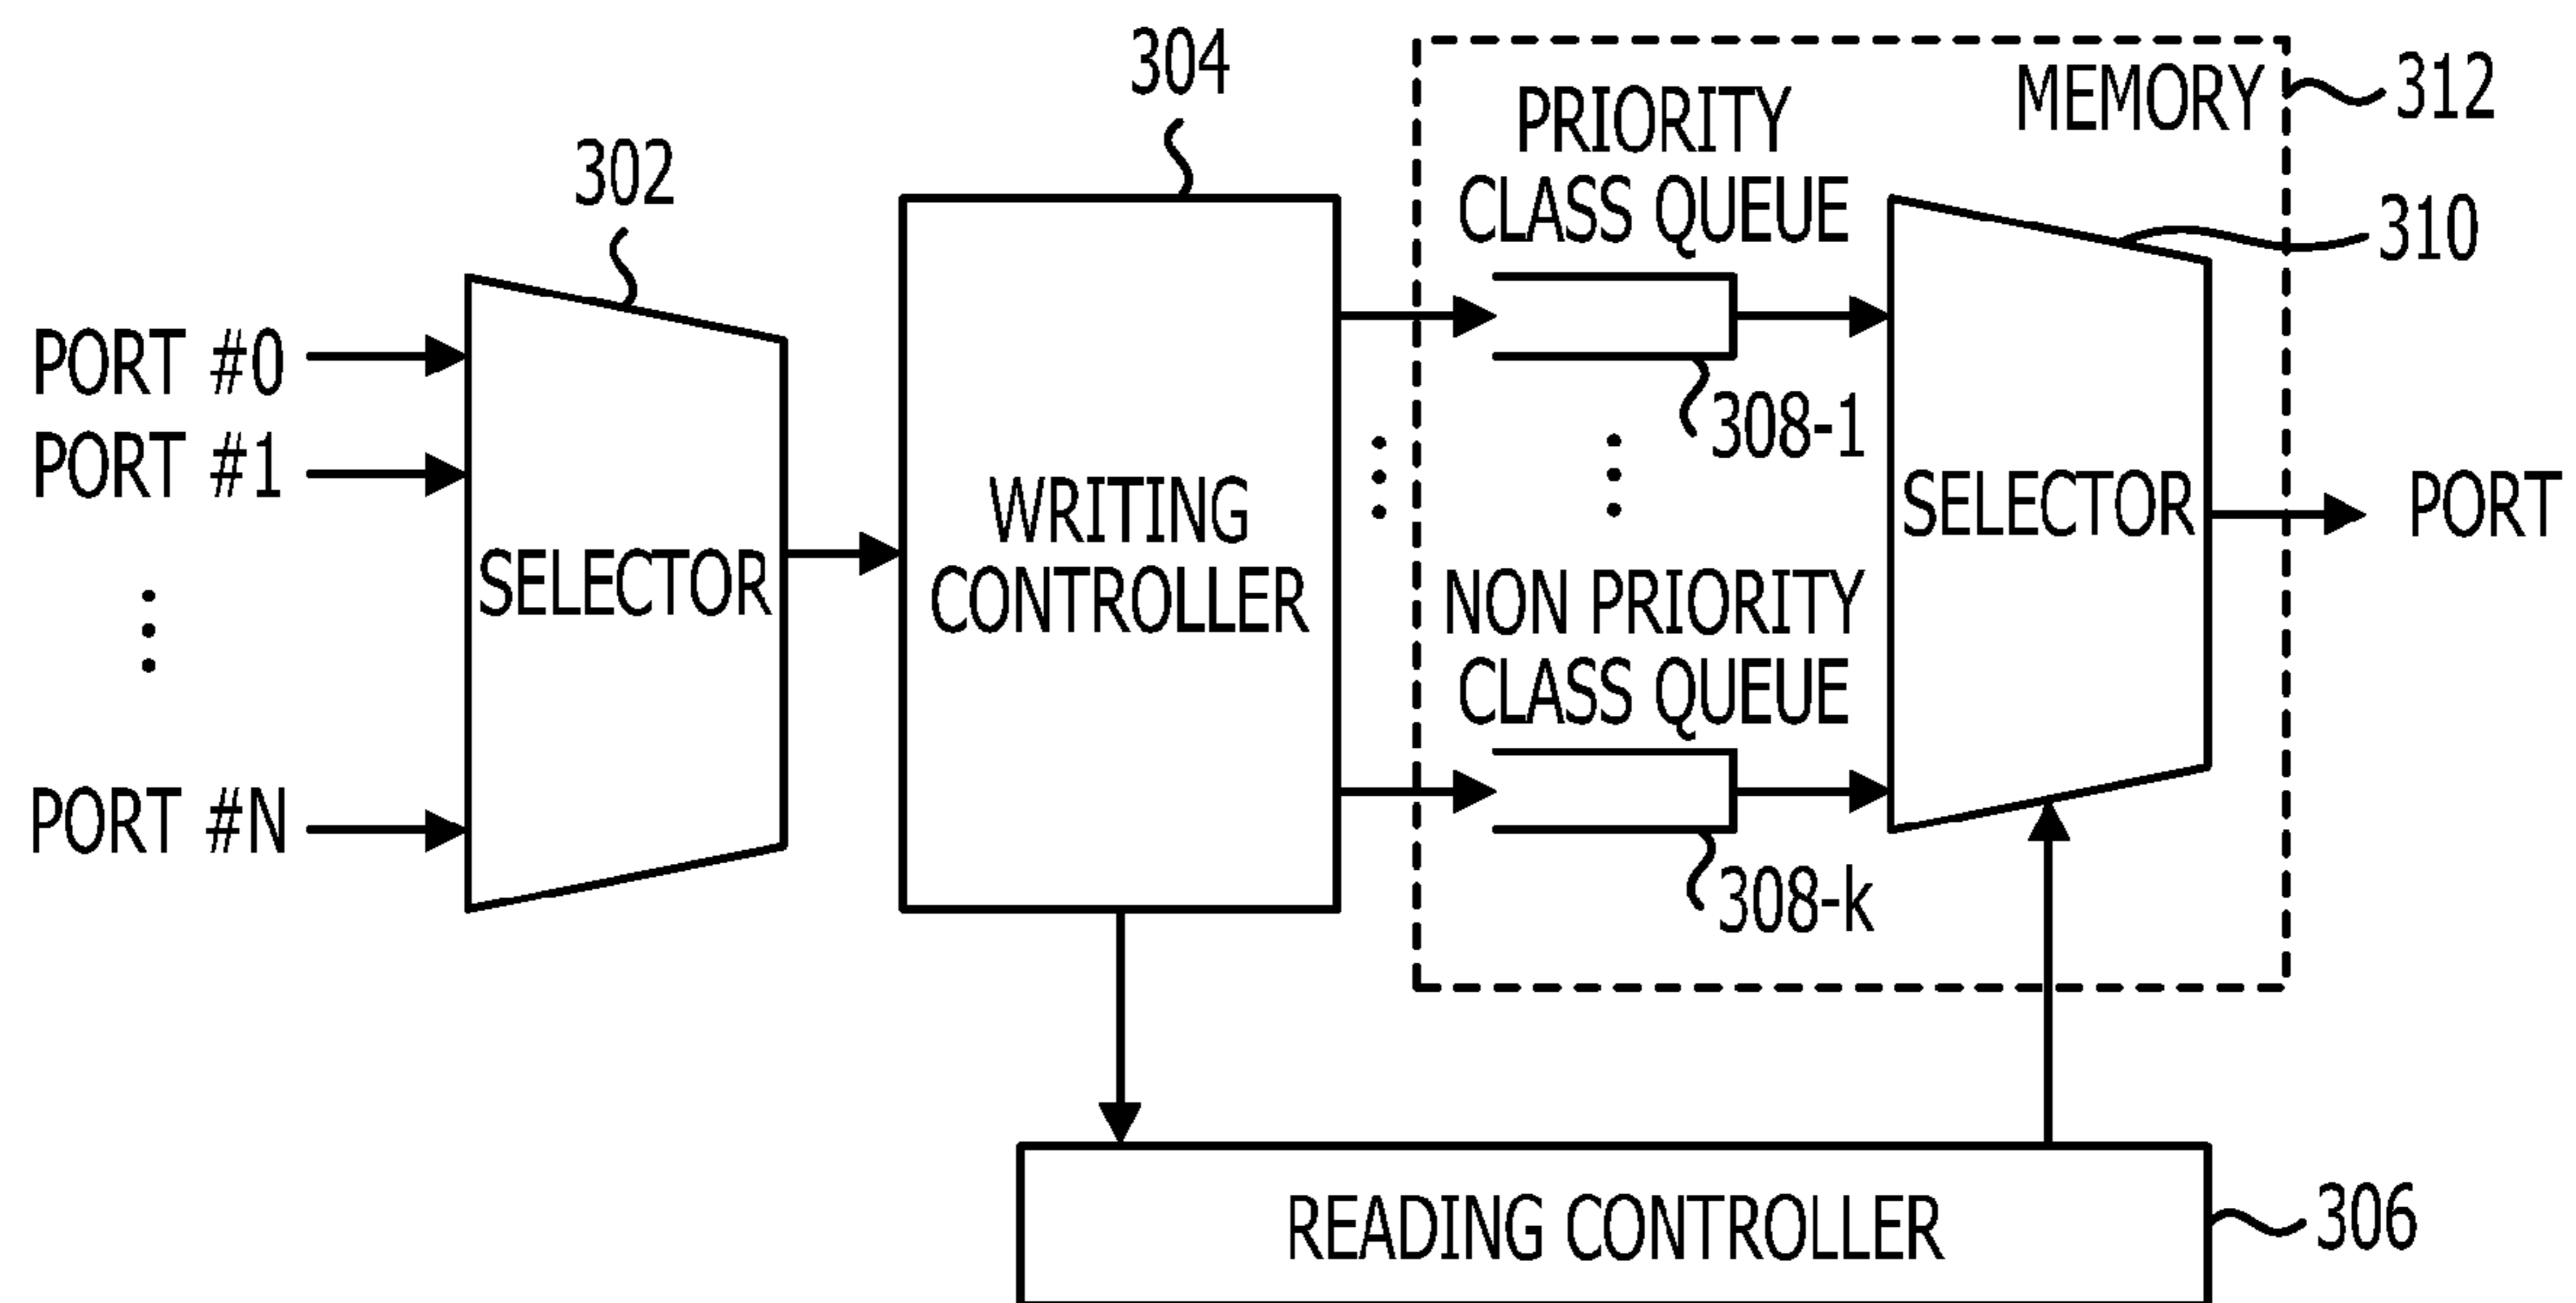 304
MEMORY
312
PRIORITY
CLASS QUEUE
302
310
PORT #0
308-1
PORT #1
WRITING
CONTROLLER
SELECTOR
PORT
SELECTOR
NON PRIORITY
CLASS QUEUE
PORT #N
308-k
READING CONTROLLER
306